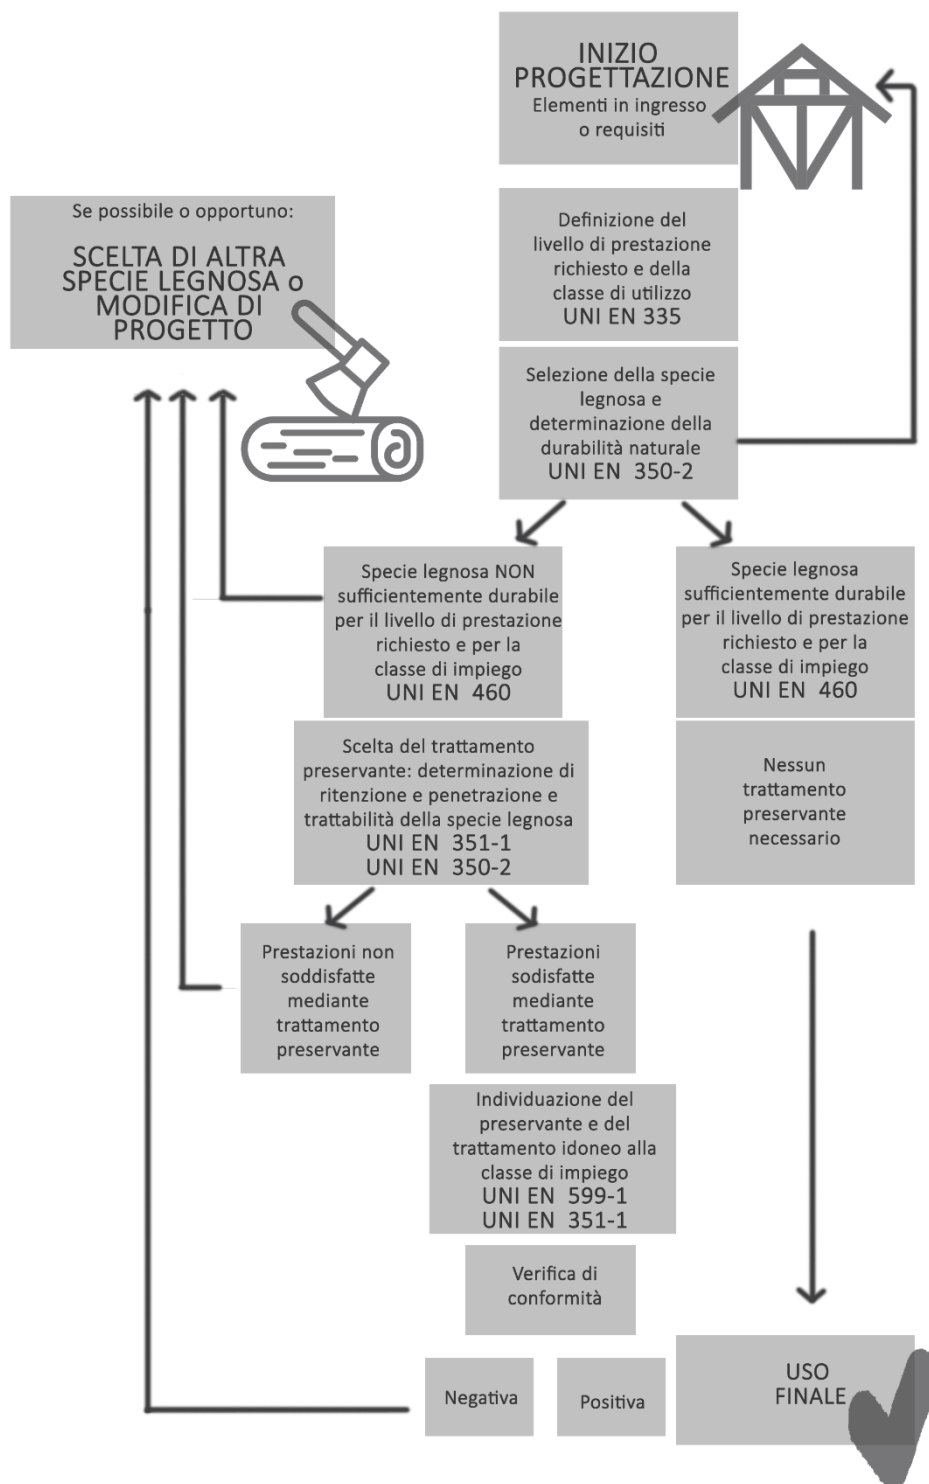 INIZIO
PROGETTAZIONE
Elementi in ingresso
o requisiti
Definizione del
livello di prestazione
richiesto e della
classe di utilizzo
UNI EN 335
Se possibile o opportuno:
SCELTA DI ALTRA
SPECIE LEGNOSA o
MODIFICA DI
PROGETTO
Selezione della specie
legnosa e
determinazione della
durabilità naturale
UNI EN 350-2
Specie legnosa NON
sufficientemente durabile
per il livello di prestazione
richiesto e per la
classe di impiego
UNI EN 460
Specie legnosa
sufficientemente durabile
per il livello di prestazione
richiesto e per la
classe di impiego
UNI EN 460
Scelta del trattamento
preservante: determinazione di
ritenzione e penetrazione e
trattabilità della specie legnosa
UNI EN 351-1
UNI EN 350-2
Nessun
trattamento
preservante
necessario
Prestazioni non
soddisfatte
mediante
trattamento
preservante
Prestazioni
sodisfatte
mediante
trattamento
preservante
Individuazione del
preservante e del
trattamento idoneo alla
classe di impiego
UNI EN 599-1
UNI EN 351-1
Verifica di
conformità
Negativa
Positiva
USO
FINALE